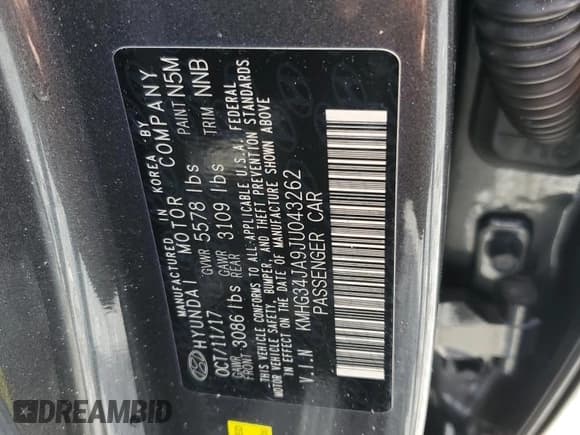 MANUFACTURED IN KOREA BY
HYUNDAI MOTOR COMPANY
OCT/11/17 GVWR 5578 lbs PAINT N5M
GAWR FRONT 3086 lbs GAWR REAR 3109 lbs TRIM NNB
THIS VEHICLE CONFORMS TO ALL APPLICABLE U.S.A. FEDERAL
MOTOR VEHICLE SAFETY, BUMPER, AND THEFT PREVENTION STANDARDS
IN EFFECT ON THE DATE OF MANUFACTURE SHOWN ABOVE
V.I.N KMHG34JA9JU043262
PASSENGER CAR
DREAMBID